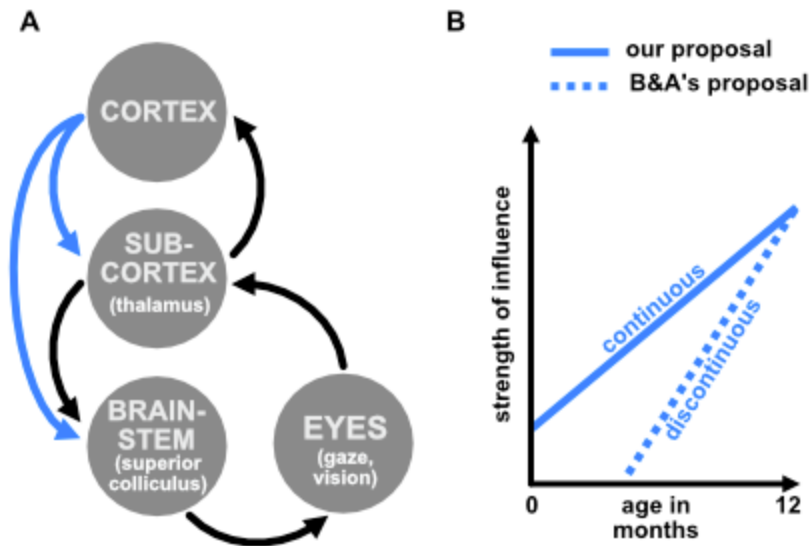 A
CORTEX
SUB-
CORTEX
(thalamus)
BRAIN-
STEM
(superior
colliculus)
EYES
(gaze,
vision)
B
our proposal
B&A's proposal
strength of influence
continuous
discontinuous
0
age in
months
12